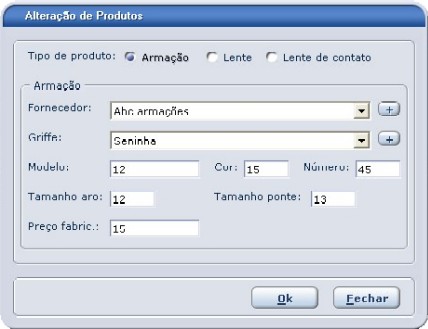 Alteração de Produtos
Tipo de produto: Armação Lente Lente de contato
Armação
Fornecedor: Abc armações +
Griffe: Seninha +
Modelo: 12 Cor: 15 Número: 45
Tamanho aro: 12 Tamanho ponte: 13
Preço fabric.: 15
Ok Fechar